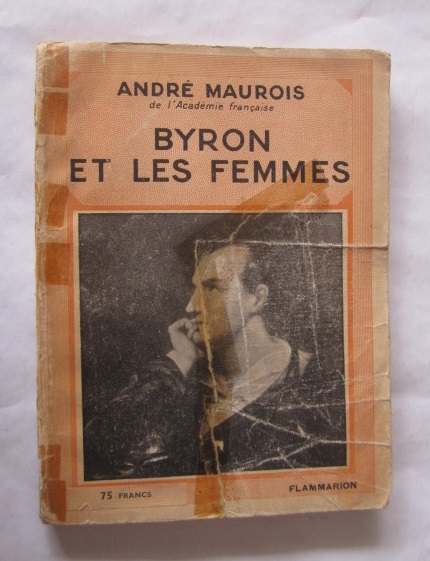 ANDRÉ MAUROIS
de l'Académie française
BYRON
ET LES FEMMES
75 FRANCS
FLAMMARION